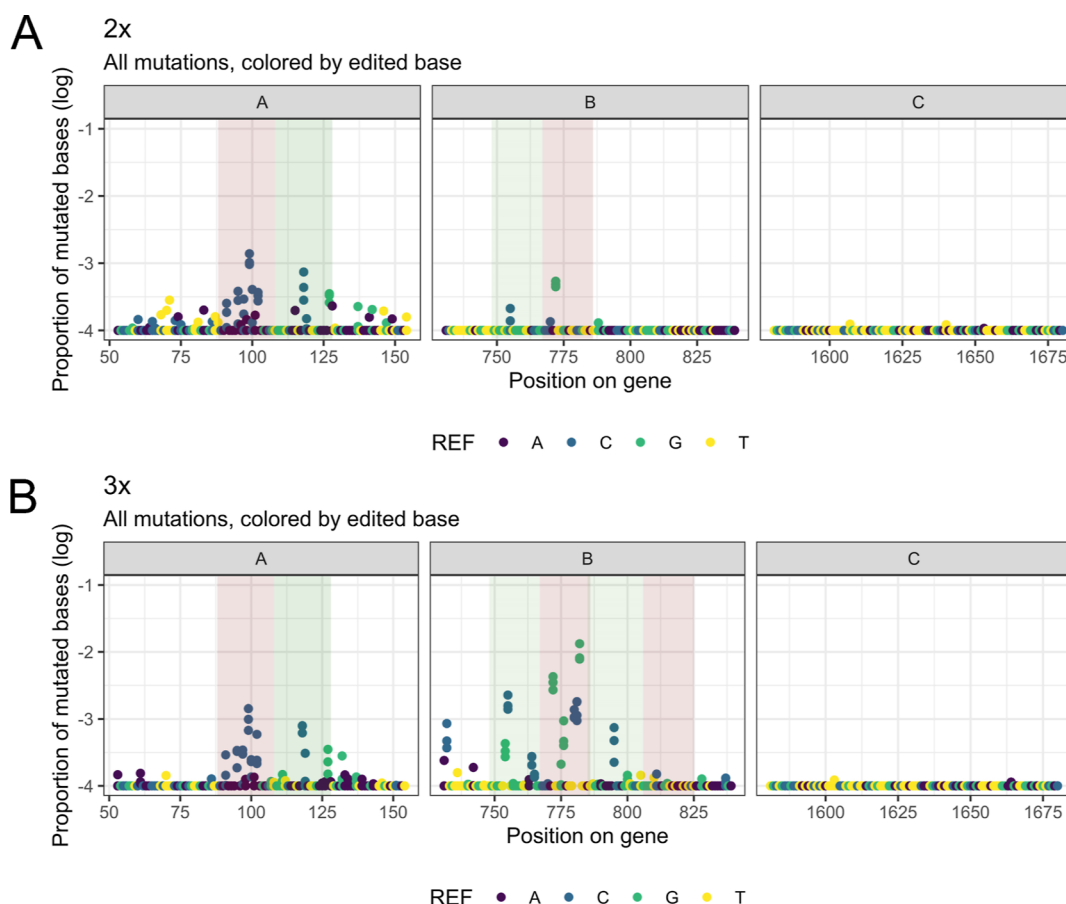 A
2x
All mutations, colored by edited base
Proportion of mutated bases (log)
A B C
-1
-2
-3
-4
50 75 100 125 150 750 775 800 825 1600 1625 1650 1675
Position on gene
REF A C G T
B
3x
All mutations, colored by edited base
Proportion of mutated bases (log)
A B C
-1
-2
-3
-4
50 75 100 125 150 750 775 800 825 1600 1625 1650 1675
Position on gene
REF A C G T